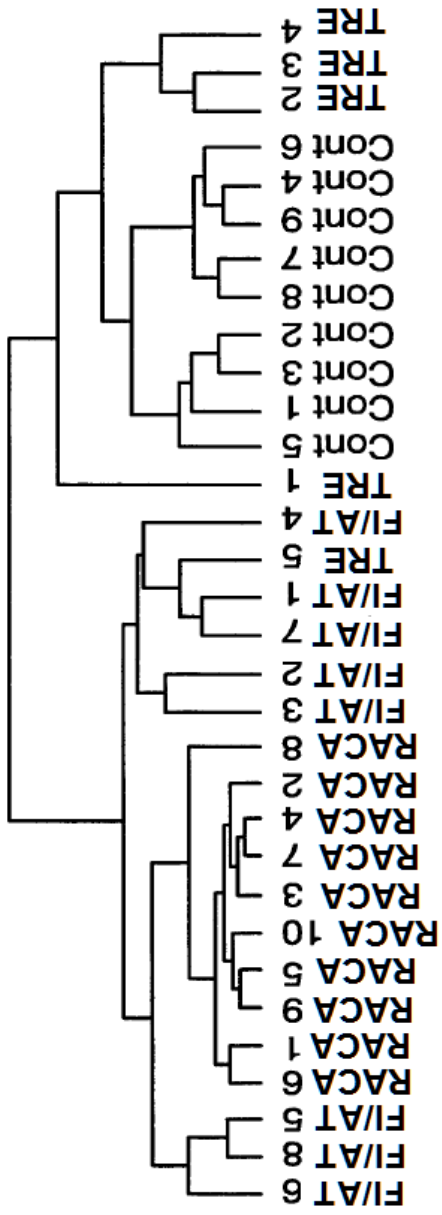 FI/AT 6
FI/AT 8
FI/AT 5
RACA 6
RACA 1
RACA 9
RACA 5
RACA 10
RACA 3
RACA 7
RACA 4
RACA 2
RACA 8
FI/AT 3
FI/AT 2
FI/AT 7
FI/AT 1
TRE 5
FI/AT 4
TRE 1
Cont 5
Cont 1
Cont 3
Cont 2
Cont 8
Cont 7
Cont 9
Cont 4
Cont 6
TRE 2
TRE 3
TRE 4